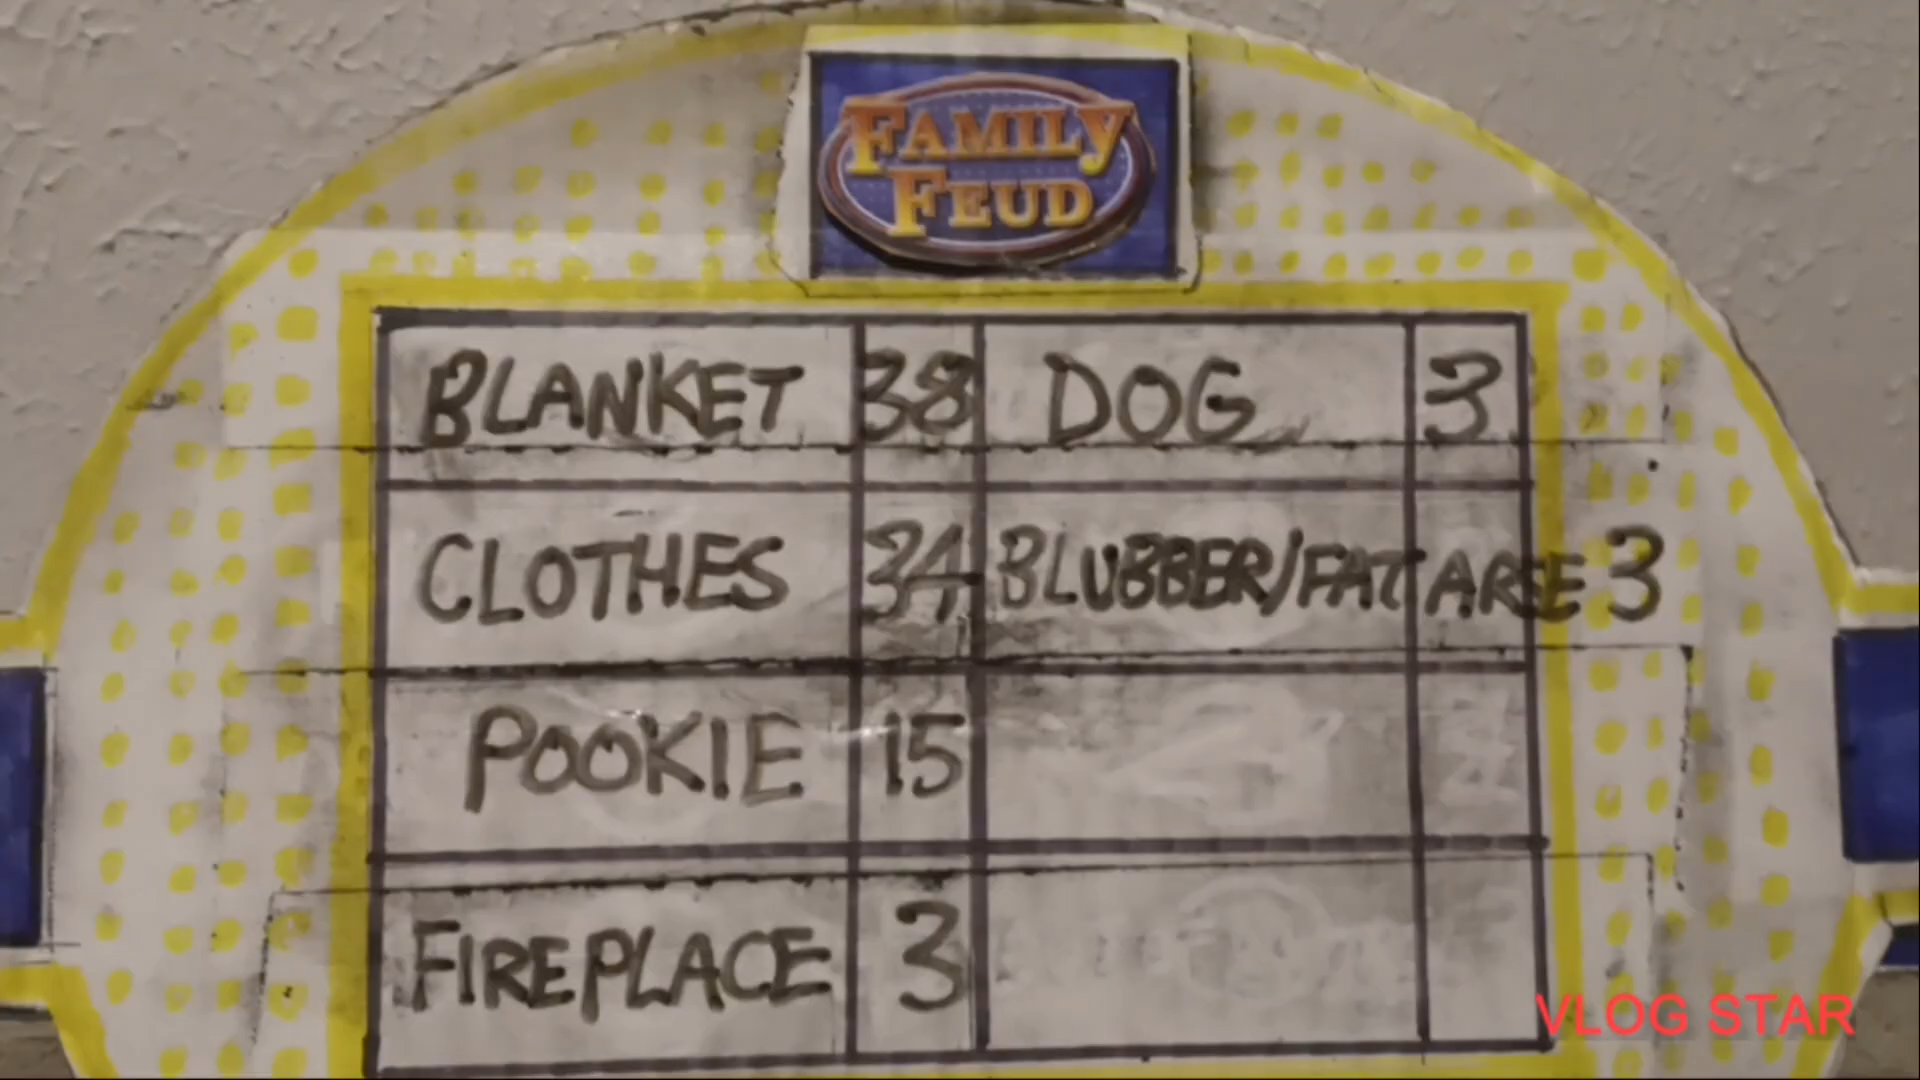 FAMILY
FEUD
BLANKET 38 DOG 3
CLOTHES 34 BLUBBER/FAT ARSE 3
POOKIE 15
FIREPLACE 3
VLOG STAR